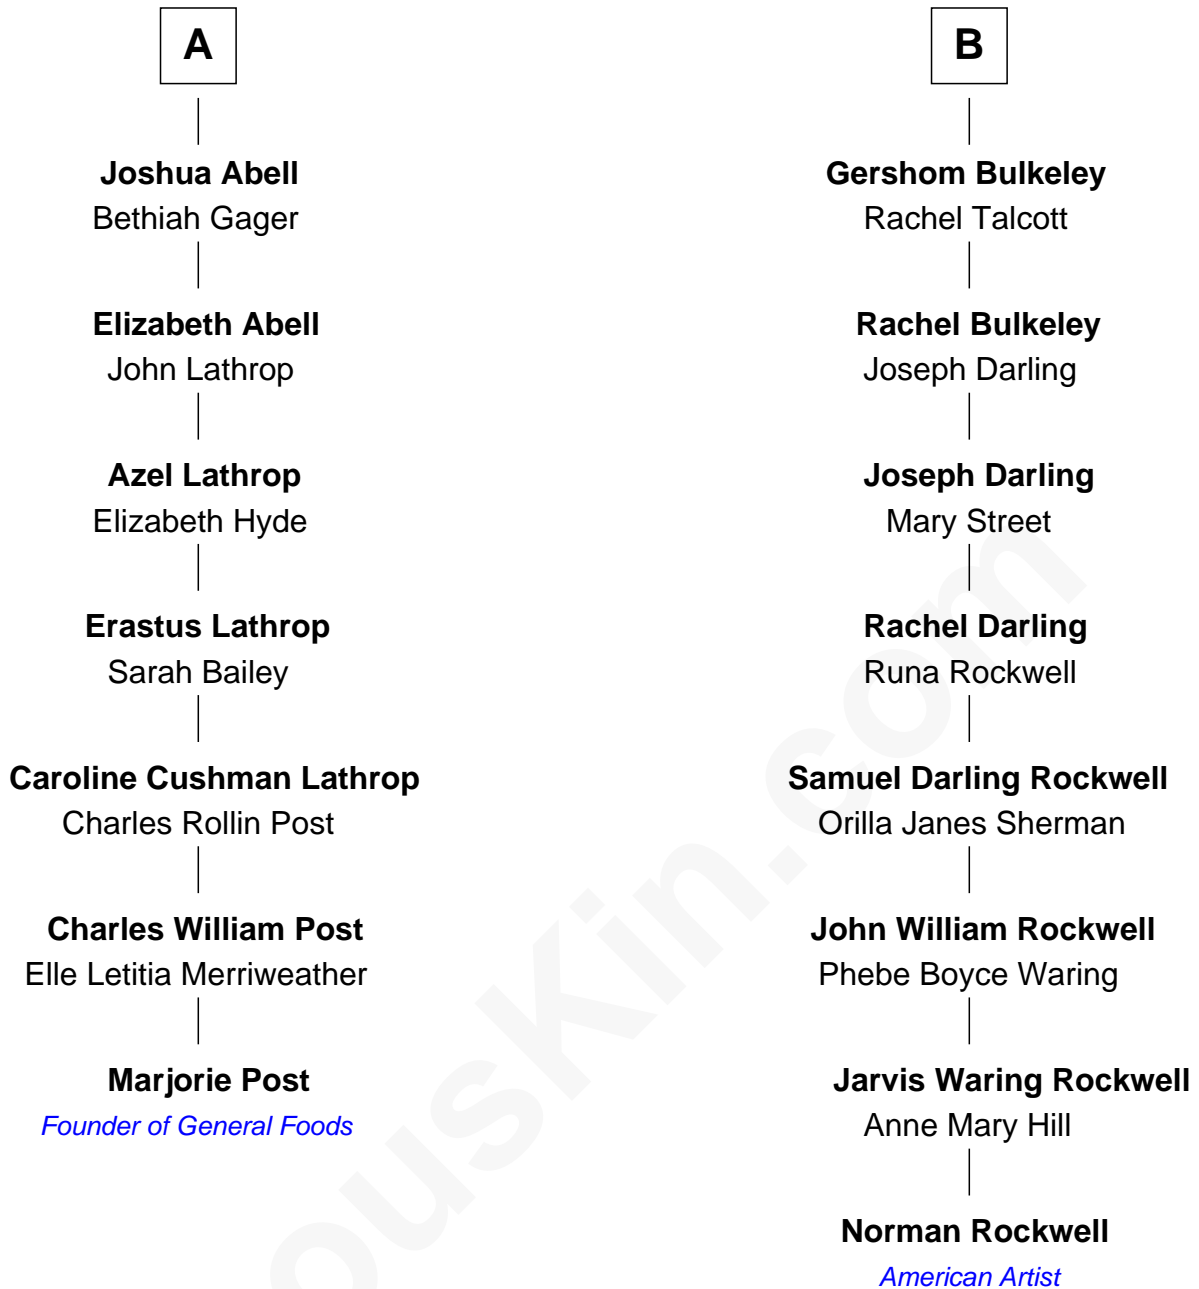 A
Joshua Abell
Bethiah Gager
Elizabeth Abell
John Lathrop
Azel Lathrop
Elizabeth Hyde
Erastus Lathrop
Sarah Bailey
Caroline Cushman Lathrop
Charles Rollin Post
Charles William Post
Elle Letitia Merriweather
Marjorie Post
Founder of General Foods
B
Gershom Bulkeley
Rachel Talcott
Rachel Bulkeley
Joseph Darling
Joseph Darling
Mary Street
Rachel Darling
Runa Rockwell
Samuel Darling Rockwell
Orilla Janes Sherman
John William Rockwell
Phebe Boyce Waring
Jarvis Waring Rockwell
Anne Mary Hill
Norman Rockwell
American Artist
ousKin.com